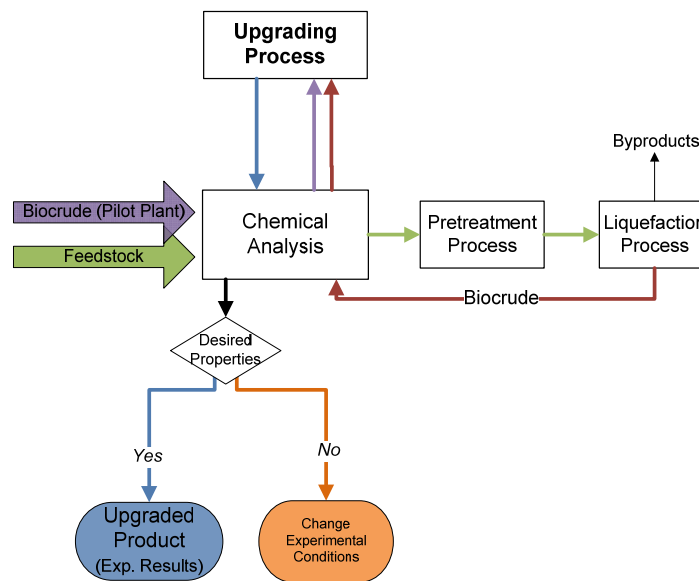 Upgrading
Process
Byproducts
Biocrude (Pilot Plant)
Feedstock
Chemical
Analysis
Pretreatment
Process
Liquefaction
Process
Biocrude
Desired
Properties
Yes
No
Upgraded
Product
(Exp. Results)
Change
Experimental
Conditions